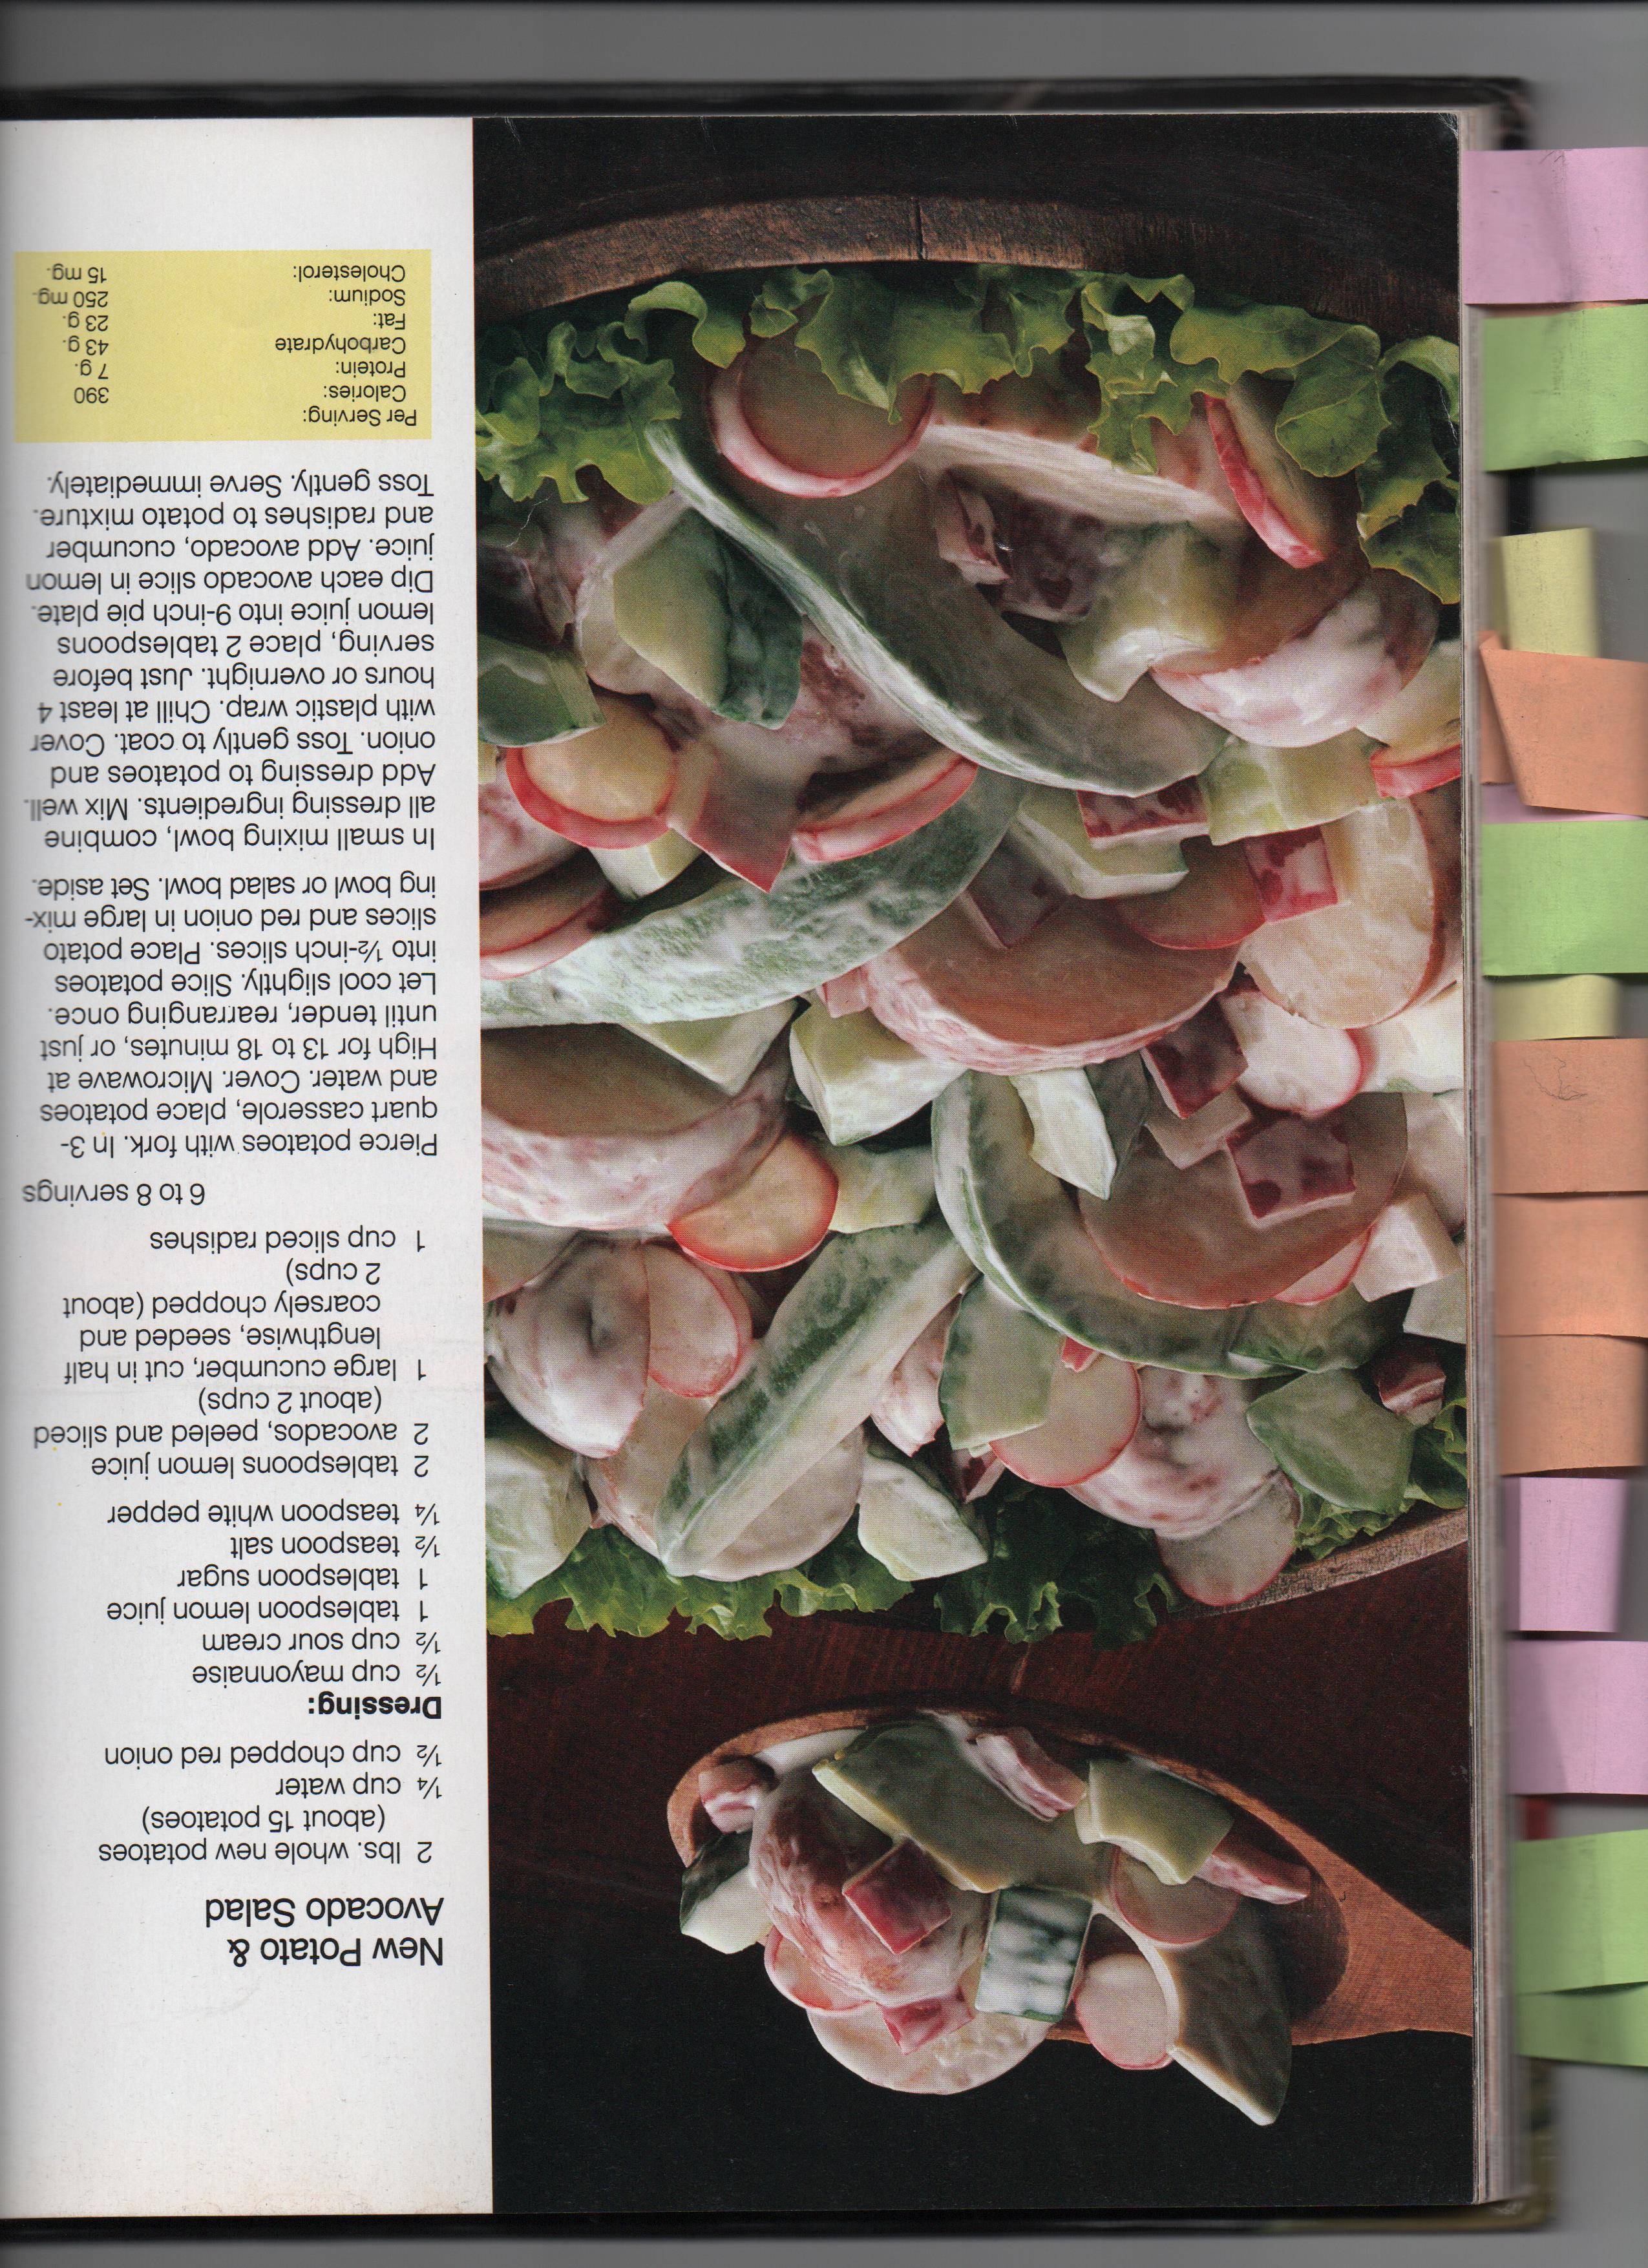 New Potato &
Avocado Salad
2 lbs. whole new potatoes
(about 15 potatoes)
¼ cup water
½ cup chopped red onion
Dressing:
½ cup mayonnaise
½ cup sour cream
1 tablespoon lemon juice
1 tablespoon sugar
½ teaspoon salt
¼ teaspoon white pepper
2 tablespoons lemon juice
2 avocados, peeled and sliced
(about 2 cups)
1 large cucumber, cut in half
lengthwise, seeded and
coarsely chopped (about
2 cups)
1 cup sliced radishes
6 to 8 servings
Pierce potatoes with fork. In 3-
quart casserole, place potatoes
and water. Cover. Microwave at
High for 13 to 18 minutes, or just
until tender, rearranging once.
Let cool slightly. Slice potatoes
into ½-inch slices. Place potato
slices and red onion in large mix-
ing bowl or salad bowl. Set aside.
In small mixing bowl, combine
all dressing ingredients. Mix well.
Add dressing to potatoes and
onion. Toss gently to coat. Cover
with plastic wrap. Chill at least 4
hours or overnight. Just before
serving, place 2 tablespoons
lemon juice into 9-inch pie plate.
Dip each avocado slice in lemon
juice. Add avocado, cucumber
and radishes to potato mixture.
Toss gently. Serve immediately.
Per Serving:
Calories: 390
Protein: 7 g.
Carbohydrate 43 g.
Fat: 23 g.
Sodium: 250 mg.
Cholesterol: 15 mg.